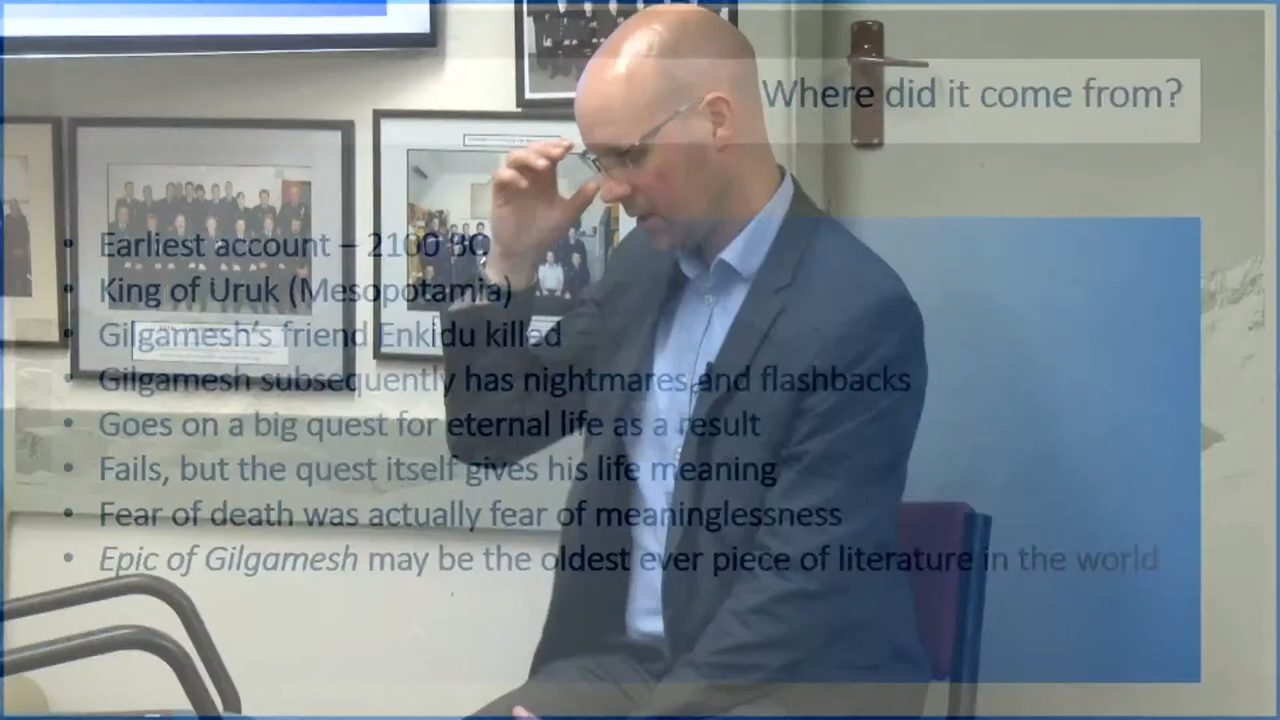 Where did it come from?
• Earliest account – 2100 BC
• King of Uruk (Mesopotamia)
• Gilgamesh's friend Enkidu killed
• Gilgamesh subsequently has nightmares and flashbacks
• Goes on a big quest for eternal life as a result
• Fails, but the quest itself gives his life meaning
• Fear of death was actually fear of meaninglessness
• Epic of Gilgamesh may be the oldest ever piece of literature in the world